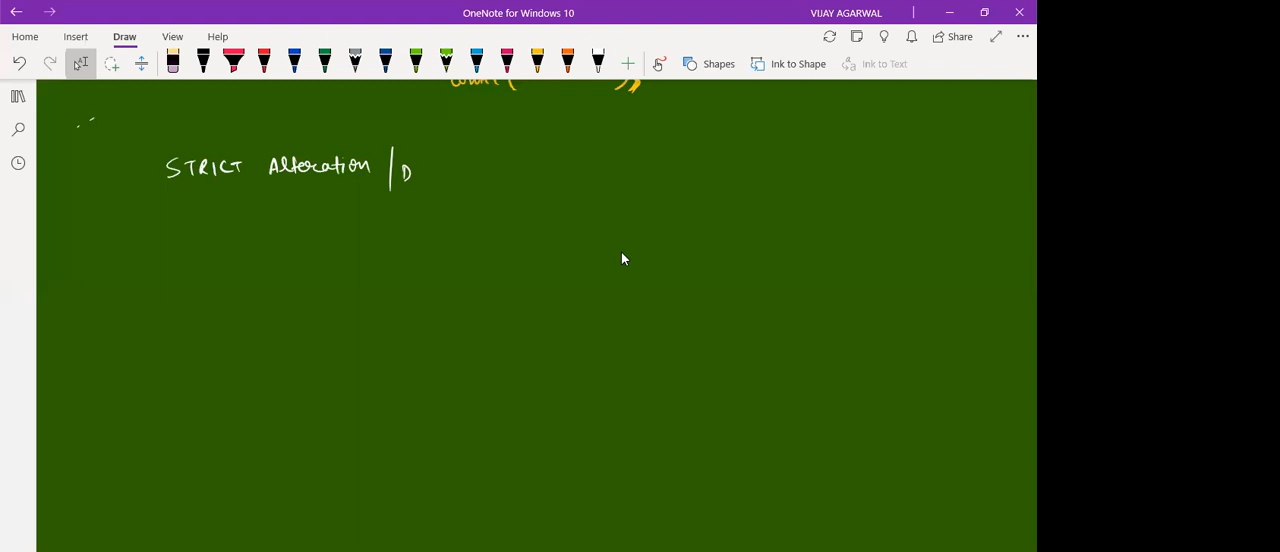 OneNote for Windows 10
VIJAY AGARWAL
Home Insert Draw View Help
Share
Shapes
Ink to Shape
Ink to Text
STRICT Alteration / D